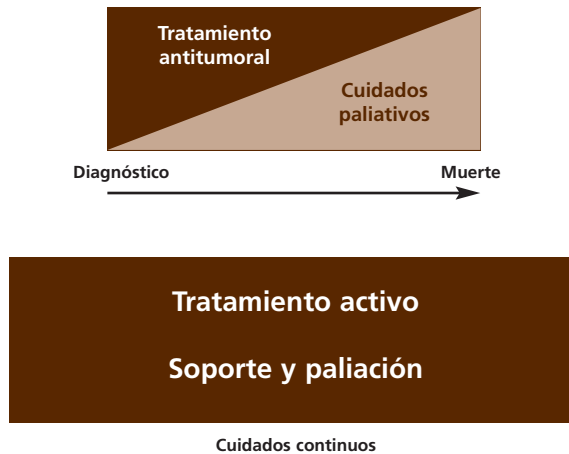 Tratamiento
antitumoral
Cuidados
paliativos
Diagnóstico Muerte
Tratamiento activo
Soporte y paliación
Cuidados continuos